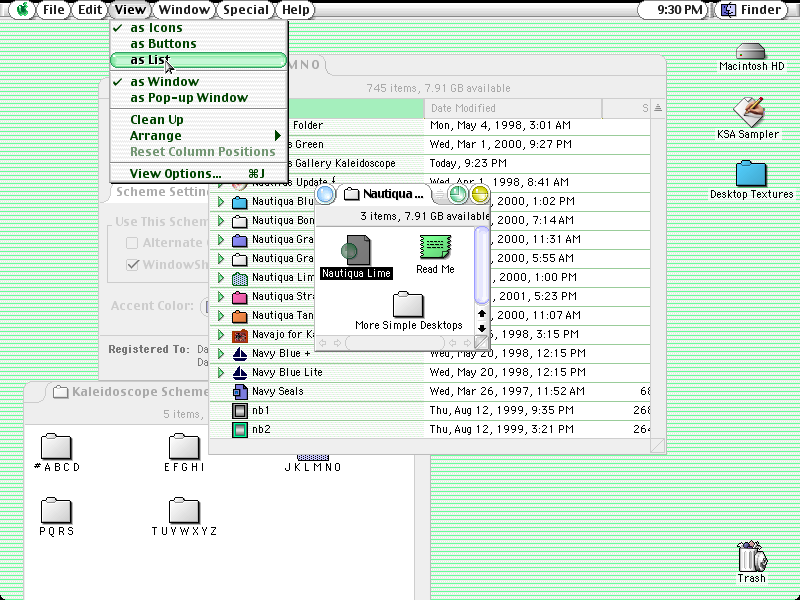 File Edit View Window Special Help 9:30 PM Finder
as Icons
as Buttons
as List
as Window
as Pop-up Window
Clean Up
Arrange
Reset Column Positions
View Options... ⌘J
M N O
745 items, 7.91 GB available
Date Modified S
Folder Mon, May 4, 1998, 3:01 AM
s Green Wed, Mar 1, 2000, 9:27 PM
s Gallery Kaleidoscope Today, 9:23 PM
Nautilus Update f Wed, Apr 1, 1998, 8:41 AM
Nautiqua Blu , 2000, 1:02 PM
Nautiqua Bon 2000, 7:14 AM
Nautiqua Gra , 2000, 11:31 AM
Nautiqua Gra , 2000, 5:55 AM
Nautiqua Lim , 2000, 1:00 PM
Nautiqua Stra , 2001, 5:23 PM
Nautiqua Tan , 2000, 11:07 AM
Navajo for Ka 6, 1998, 3:15 PM
Navy Blue + Wed, May 20, 1998, 12:15 PM
Navy Blue Lite Wed, May 20, 1998, 12:15 PM
Navy Seals Wed, Mar 26, 1997, 11:52 AM 68
nb1 Thu, Aug 12, 1999, 9:35 PM 268
nb2 Thu, Aug 12, 1999, 3:21 PM 264
Nautiqua ...
3 items, 7.91 GB available
Nautiqua Lime
Read Me
More Simple Desktops
Scheme Settin
Use This Schem
Alternate
WindowSh
Accent Color:
Registered To: Da
Da
Kaleidoscope Scheme
5 items,
#ABCD
EFGHI
JKLMNO
PQRS
TUVWXYZ
Macintosh HD
KSA Sampler
Desktop Textures
Trash